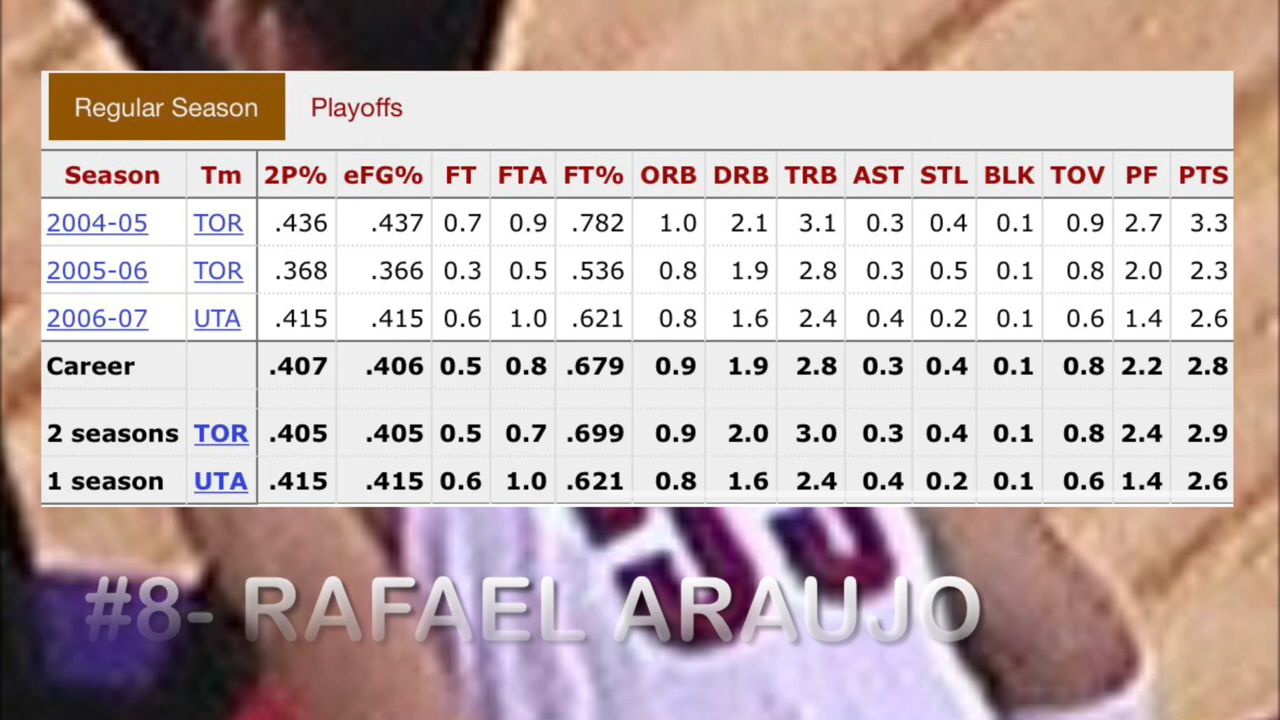 Regular Season Playoffs
Season Tm 2P% eFG% FT FTA FT% ORB DRB TRB AST STL BLK TOV PF PTS
2004-05 TOR .436 .437 0.7 0.9 .782 1.0 2.1 3.1 0.3 0.4 0.1 0.9 2.7 3.3
2005-06 TOR .368 .366 0.3 0.5 .536 0.8 1.9 2.8 0.3 0.5 0.1 0.8 2.0 2.3
2006-07 UTA .415 .415 0.6 1.0 .621 0.8 1.6 2.4 0.4 0.2 0.1 0.6 1.4 2.6
Career .407 .406 0.5 0.8 .679 0.9 1.9 2.8 0.3 0.4 0.1 0.8 2.2 2.8
2 seasons TOR .405 .405 0.5 0.7 .699 0.9 2.0 3.0 0.3 0.4 0.1 0.8 2.4 2.9
1 season UTA .415 .415 0.6 1.0 .621 0.8 1.6 2.4 0.4 0.2 0.1 0.6 1.4 2.6
#8- RAFAEL ARAUJO